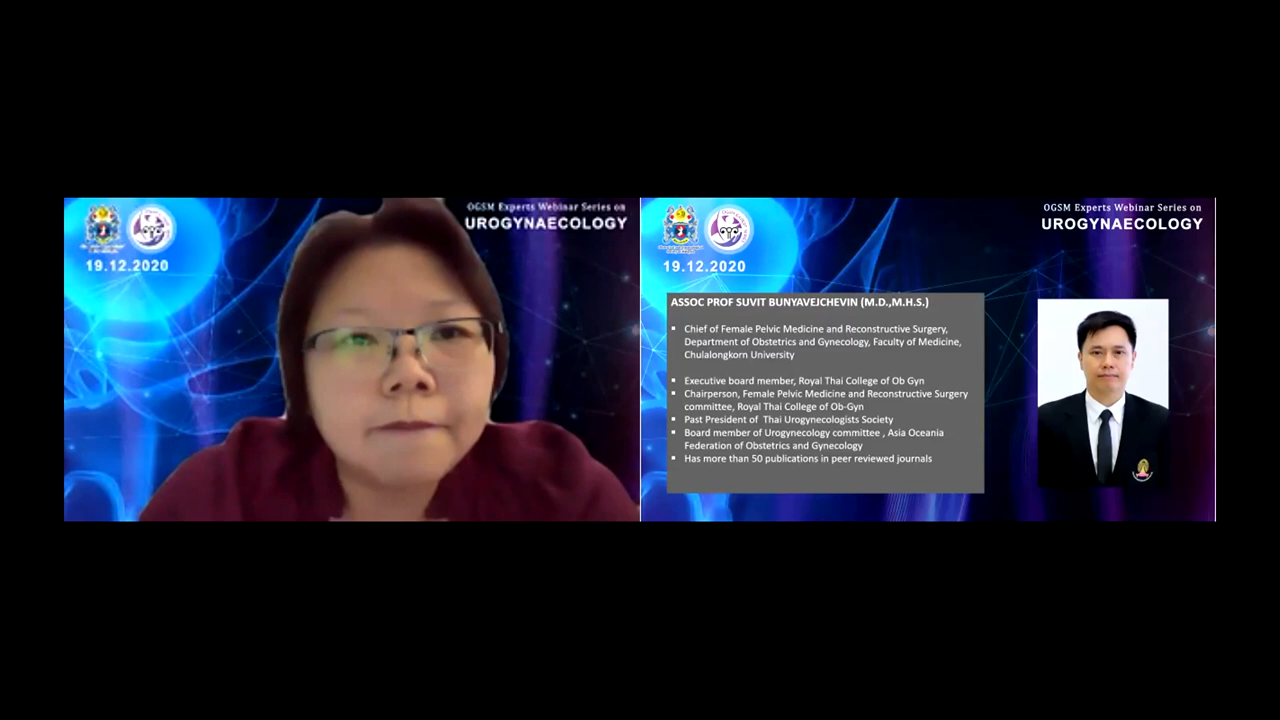 OGSM Experts Webinar Series on
UROGYNAECOLOGY
19.12.2020
OGSM Experts Webinar Series on
UROGYNAECOLOGY
19.12.2020
ASSOC PROF SUVIT BUNYAVEJCHEVIN (M.D.,M.H.S.)
▪ Chief of Female Pelvic Medicine and Reconstructive Surgery,
Department of Obstetrics and Gynecology, Faculty of Medicine,
Chulalongkorn University
▪ Executive board member, Royal Thai College of Ob Gyn
▪ Chairperson, Female Pelvic Medicine and Reconstructive Surgery
committee, Royal Thai College of Ob-Gyn
▪ Past President of Thai Urogynecologists Society
▪ Board member of Urogynecology committee , Asia Oceania
Federation of Obstetrics and Gynecology
▪ Has more than 50 publications in peer reviewed journals